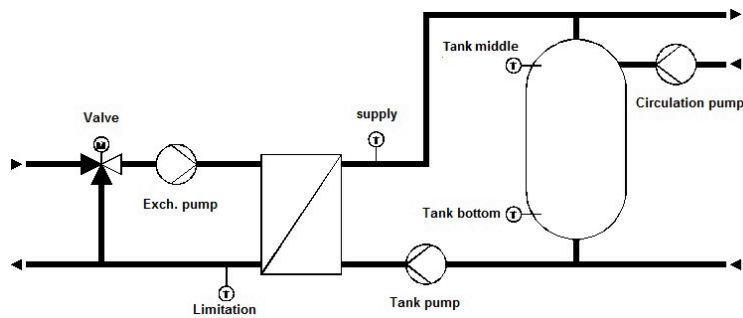 Tank middle
T
Circulation pump
Valve
M
supply
T
Exch. pump
Tank bottom
T
Limitation
T
Tank pump